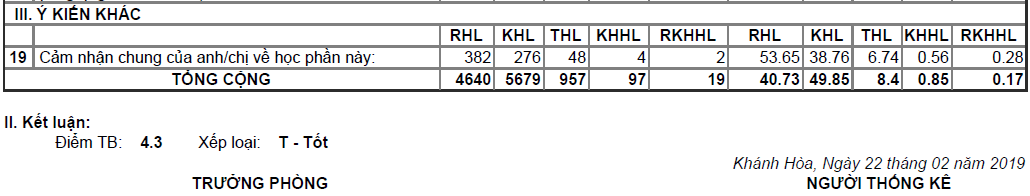 III. Ý KIẾN KHÁC
RHL KHL THL KHHL RKHHL RHL KHL THL KHHL RKHHL
19 Cảm nhận chung của anh/chị về học phần này: 382 276 48 4 2 53.65 38.76 6.74 0.56 0.28
TỔNG CỘNG 4640 5679 957 97 19 40.73 49.85 8.4 0.85 0.17
II. Kết luận:
Điểm TB: 4.3 Xếp loại: T - Tốt
Khánh Hòa, Ngày 22 tháng 02 năm 2019
TRƯỞNG PHÒNG NGƯỜI THỐNG KÊ